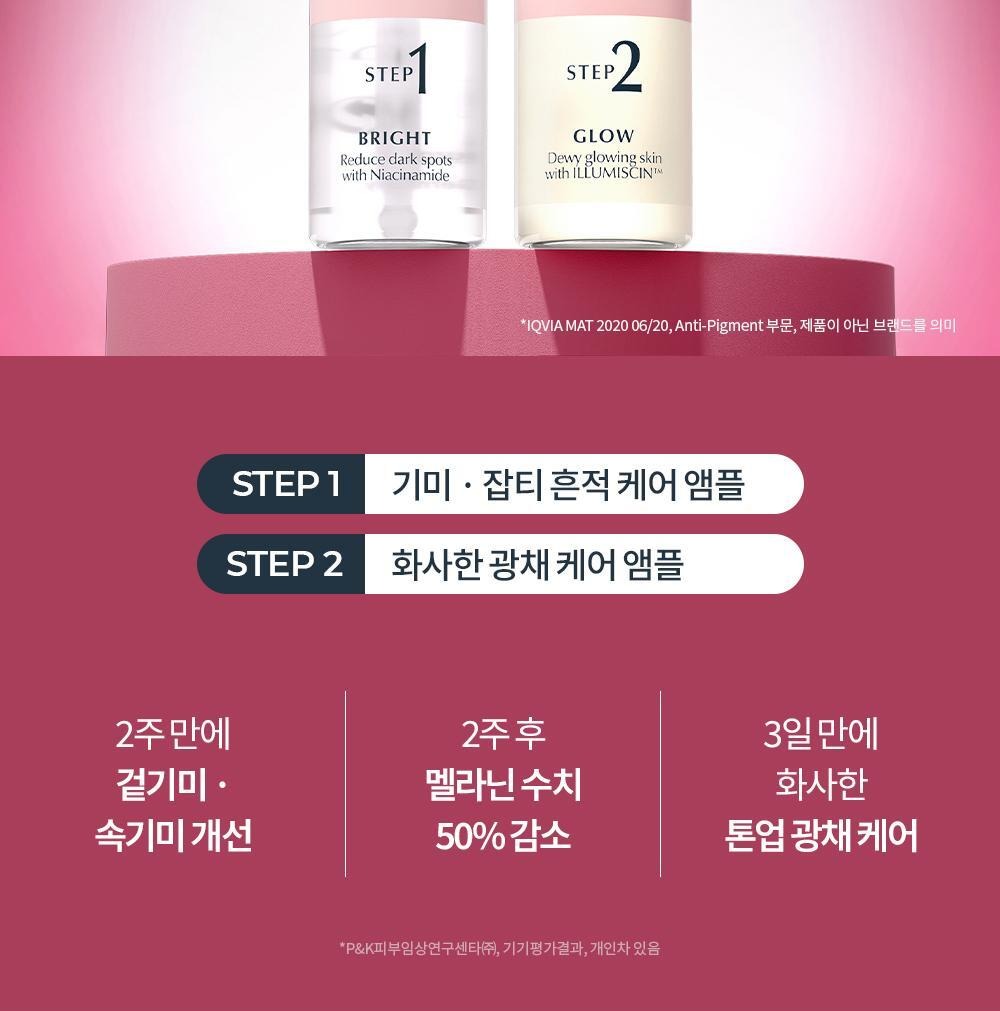 STEP1
BRIGHT
Reduce dark spots
with Niacinamide
STEP2
GLOW
Dewy glowing skin
with ILLUMISCIN™
*IQVIA MAT 2020 06/20, Anti-Pigment 부문, 제품이 아닌 브랜드를 의미
STEP 1 기미 · 잡티 흔적 케어 앰플
STEP 2 화사한 광채 케어 앰플
2주 만에
겉기미 ·
속기미 개선
2주 후
멜라닌 수치
50% 감소
3일 만에
화사한
톤업 광채 케어
*P&K피부임상연구센타㈜, 기기평가결과, 개인차 있음